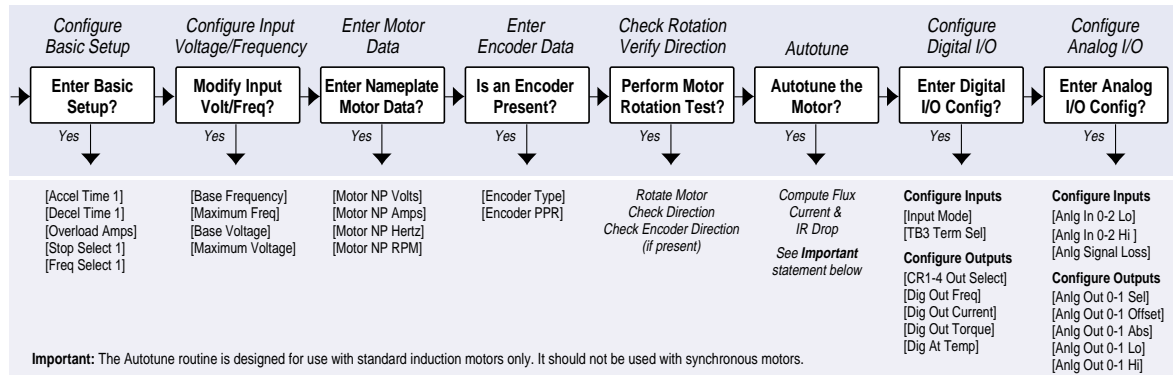 Configure
Basic Setup
Configure Input
Voltage/Frequency
Enter Motor
Data
Enter
Encoder Data
Check Rotation
Verify Direction
Autotune
Configure
Digital I/O
Configure
Analog I/O
Enter Basic
Setup?
Modify Input
Volt/Freq?
Enter Nameplate
Motor Data?
Is an Encoder
Present?
Perform Motor
Rotation Test?
Autotune the
Motor?
Enter Digital
I/O Config?
Enter Analog
I/O Config?
Yes
Yes
Yes
Yes
Yes
Yes
Yes
Yes
[Accel Time 1]
[Decel Time 1]
[Overload Amps]
[Stop Select 1]
[Freq Select 1]
[Base Frequency]
[Maximum Freq]
[Base Voltage]
[Maximum Voltage]
[Motor NP Volts]
[Motor NP Amps]
[Motor NP Hertz]
[Motor NP RPM]
[Encoder Type]
[Encoder PPR]
Rotate Motor
Check Direction
Check Encoder Direction
(if present)
Compute Flux
Current &
IR Drop
See Important
statement below
Configure Inputs
[Input Mode]
[TB3 Term Sel]
Configure Outputs
[CR1-4 Out Select]
[Dig Out Freq]
[Dig Out Current]
[Dig Out Torque]
[Dig At Temp]
Configure Inputs
[Anlg In 0-2 Lo]
[Anlg In 0-2 Hi ]
[Anlg Signal Loss]
Configure Outputs
[Anlg Out 0-1 Sel]
[Anlg Out 0-1 Offset]
[Anlg Out 0-1 Abs]
[Anlg Out 0-1 Lo]
[Anlg Out 0-1 Hi]
Important: The Autotune routine is designed for use with standard induction motors only. It should not be used with synchronous motors.